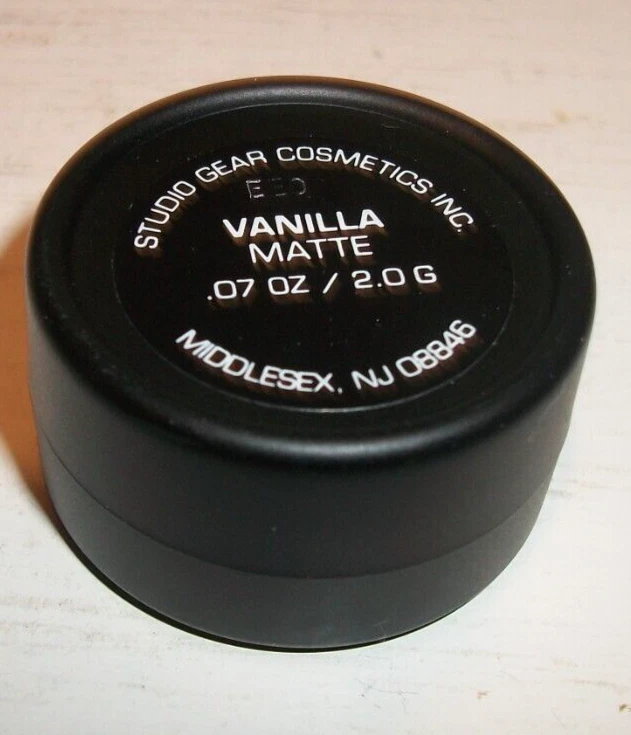 STUDIO GEAR COSMETICS INC.
VANILLA
MATTE
.07 OZ / 2.0 G
MIDDLESEX, NJ 08846